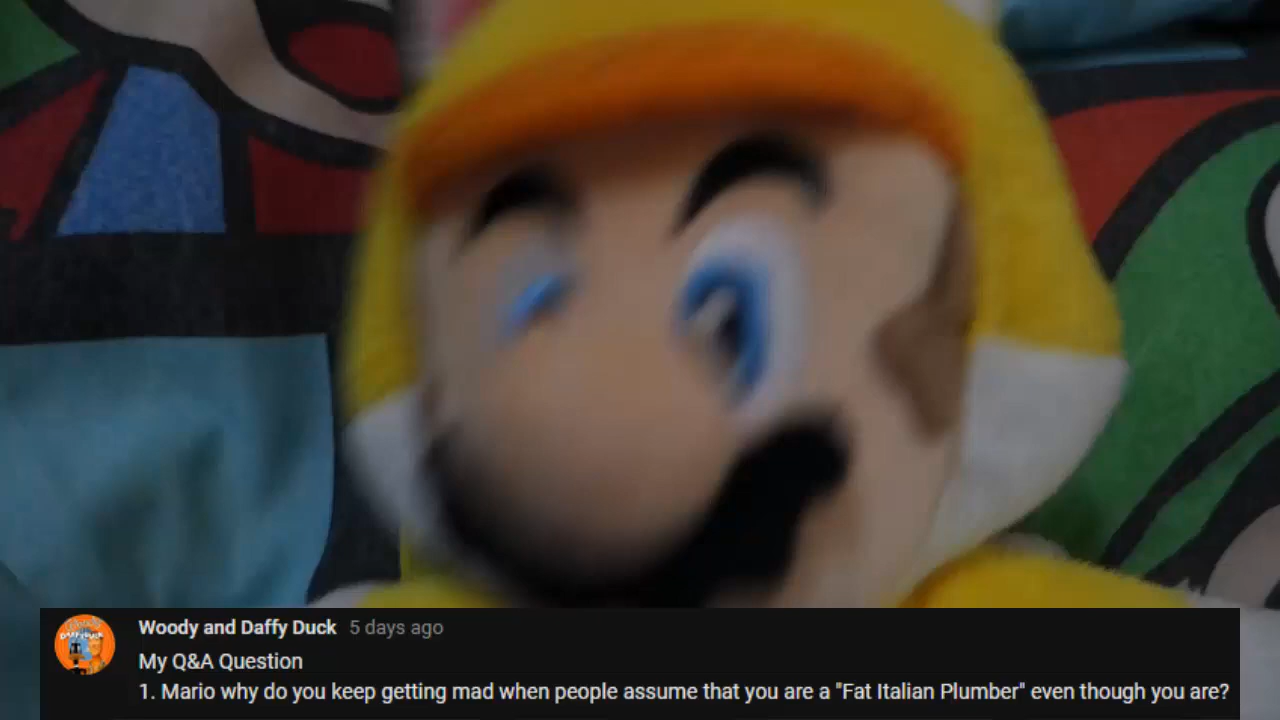 Woody and Daffy Duck 5 days ago
My Q&A Question
1. Mario why do you keep getting mad when people assume that you are a "Fat Italian Plumber" even though you are?